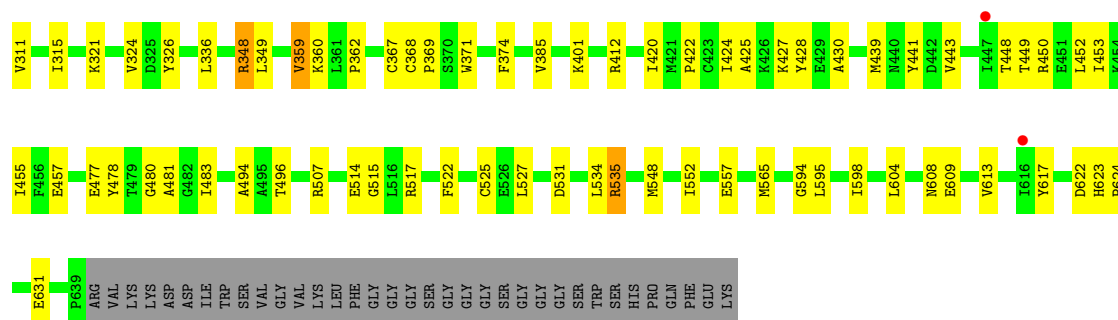 V311 I315 K321 V324 D325 Y326 L336 R348 L349 V359 K360 L361 P362 C367 C368 P369 S370 W371 F374 V385 K401 R412 I420 M421 P422 C423 I424 A425 K426 K427 Y428 E429 A430 M439 N440 Y441 D442 V443 I447 T448 T449 R450 E451 L452 I453 K454
I455 F456 E457 E477 Y478 T479 G480 A481 G482 I483 A494 A495 T496 R507 E514 G515 L516 R517 F522 C525 E526 L527 D531 L534 R535 M548 I552 E557 M565 G594 L595 I598 L604 N608 E609 V613 I616 Y617 D622 H623
E631 P639 ARG VAL LYS LYS ASP ASP ILE TRP SER VAL GLY VAL LYS LEU PHE GLY GLY GLY SER GLY GLY GLY SER GLY GLY GLY SER TRP SER HIS PRO GLN PHE GLU LYS